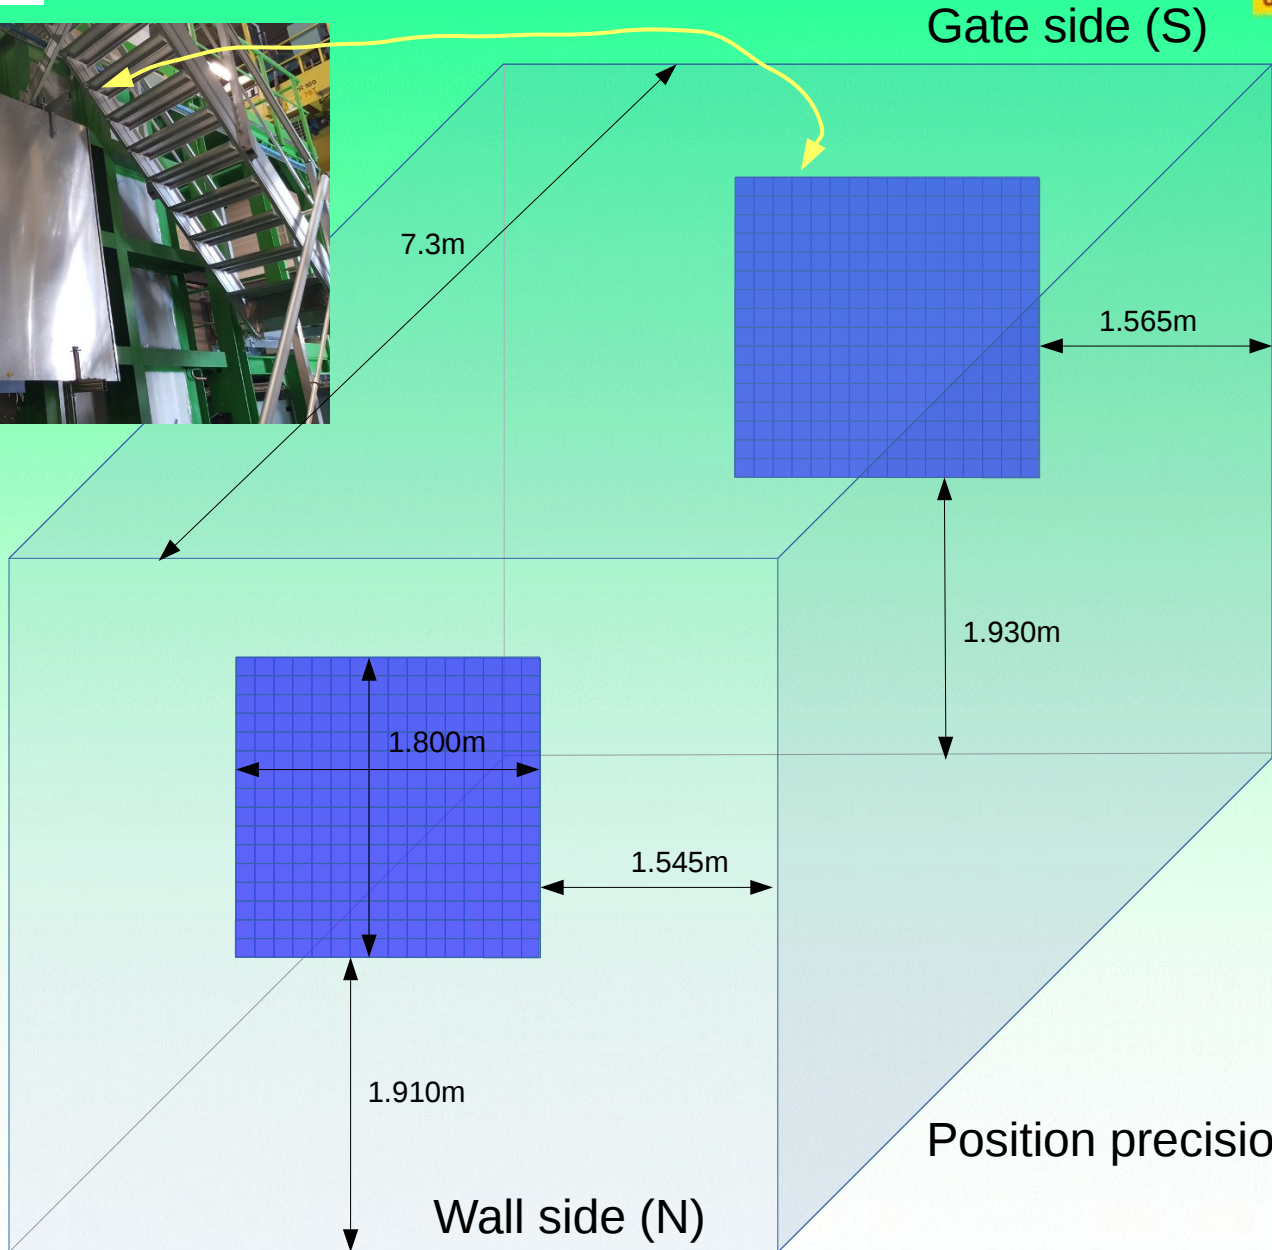 Gate side (S)
7.3m
1.565m
1.930m
1.800m
1.545m
1.910m
Position precisio
Wall side (N)